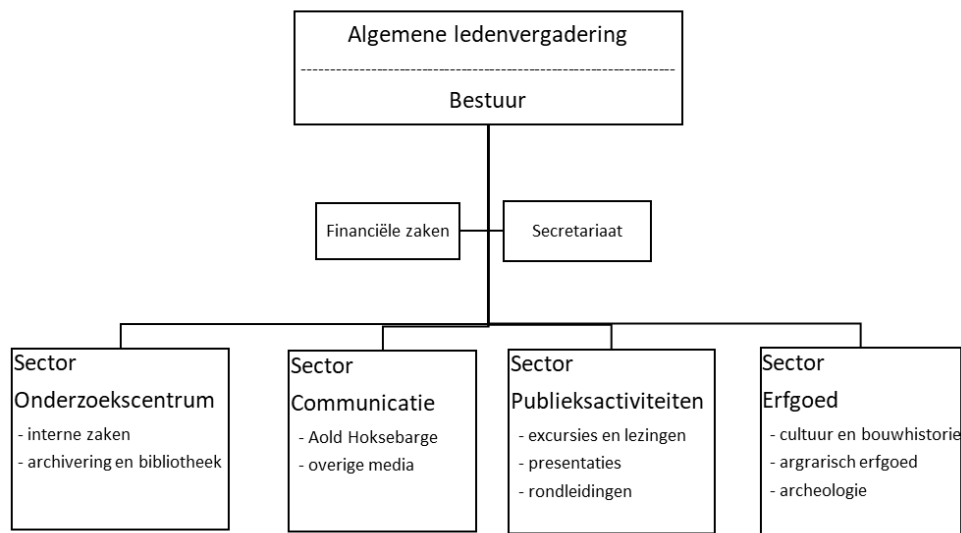 Algemene ledenvergadering
Bestuur
Financiële zaken
Secretariaat
Sector
Onderzoekscentrum
- interne zaken
- archivering en bibliotheek
Sector
Communicatie
- Aold Hoksebarge
- overige media
Sector
Publieksactiviteiten
- excursies en lezingen
- presentaties
- rondleidingen
Sector
Erfgoed
- cultuur en bouwhistorie
- argrarisch erfgoed
- archeologie